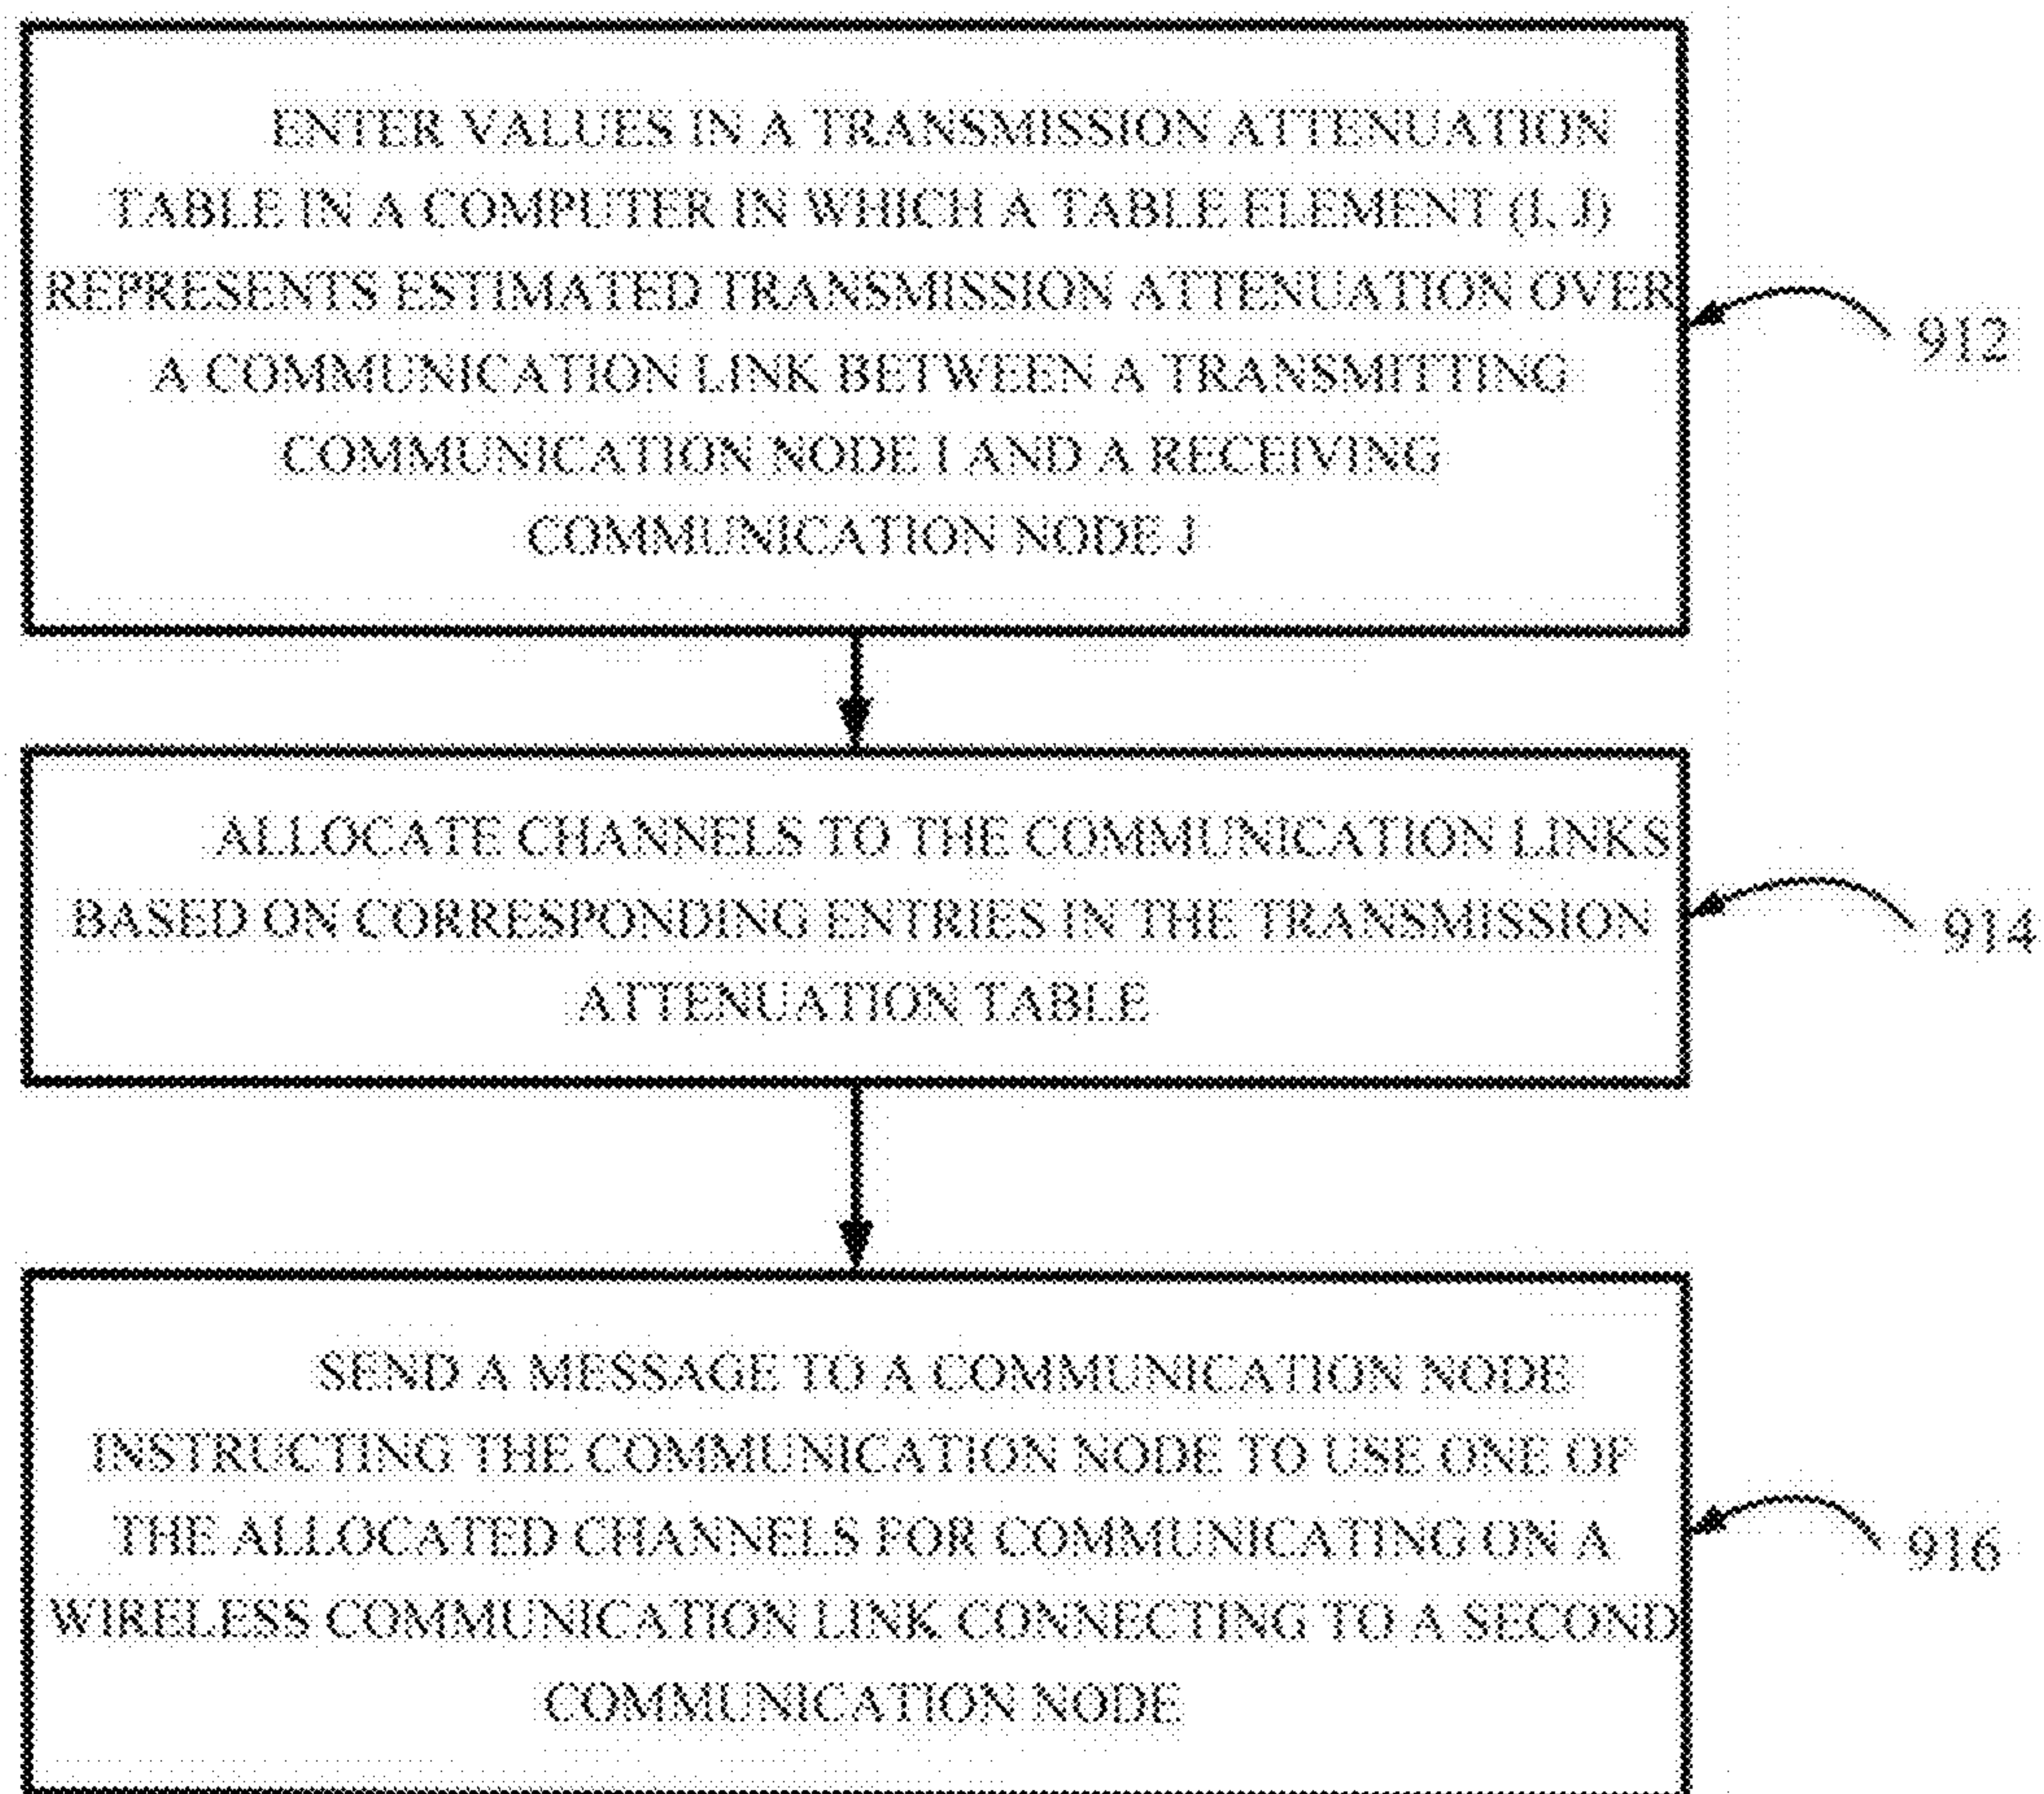 ENTER VALUES IN A TRANSMISSION ATTENUATION
TABLE IN A COMPUTER IN WHICH A TABLE ELEMENT (I, J)
REPRESENTS ESTIMATED TRANSMISSION ATTENUATION OVER
A COMMUNICATION LINK BETWEEN A TRANSMITTING
COMMUNICATION NODE I AND A RECEIVING
COMMUNICATION NODE J
912
ALLOCATE CHANNELS TO THE COMMUNICATION LINKS
BASED ON CORRESPONDING ENTRIES IN THE TRANSMISSION
ATTENUATION TABLE
914
SEND A MESSAGE TO A COMMUNICATION NODE
INSTRUCTING THE COMMUNICATION NODE TO USE ONE OF
THE ALLOCATED CHANNELS FOR COMMUNICATING ON A
WIRELESS COMMUNICATION LINK CONNECTING TO A SECOND
COMMUNICATION NODE
916